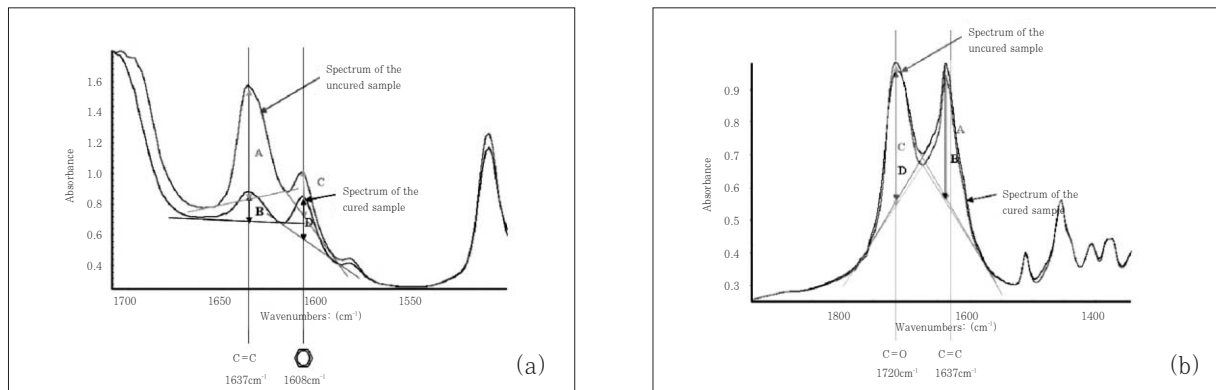 1.6
1.4
1.2
1.0
0.8
0.6
0.4
Absorbance
Spectrum of the
uncured sample
A
C
B
D
Spectrum of the
cured sample
1700
1650
1600
1550
Wavenumbers: (cm⁻¹)
C=C
1637cm⁻¹
1608cm⁻¹
(a)
0.9
0.8
0.7
0.6
0.5
0.4
0.3
Absorbance
Spectrum of the
uncured sample
A
C
B
D
Spectrum of the
cured sample
1800
1600
1400
Wavenumbers: (cm⁻¹)
C=O
C=C
1720cm⁻¹
1637cm⁻¹
(b)